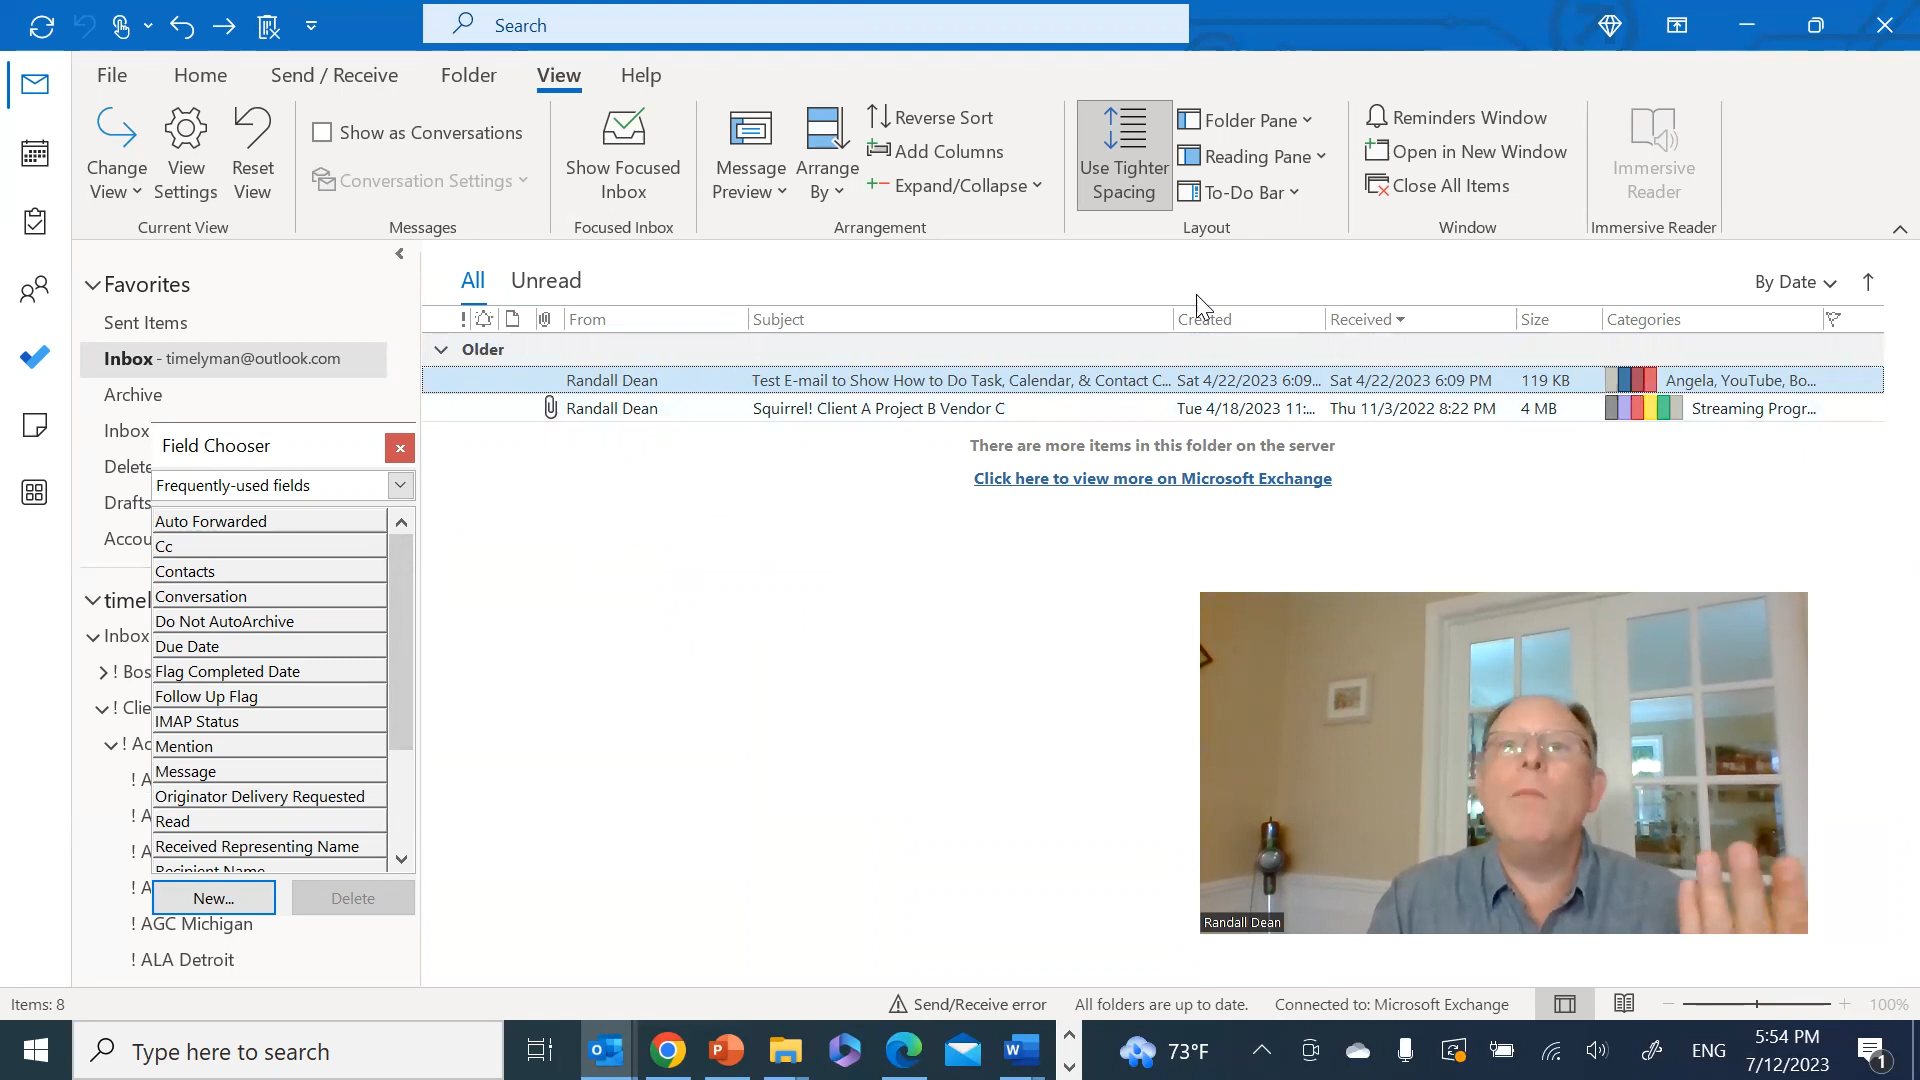 Search
File Home Send / Receive Folder View Help
Change View
View Settings
Reset View
Current View
Show as Conversations
Conversation Settings
Messages
Show Focused Inbox
Focused Inbox
Message Preview
Arrange By
Reverse Sort
Add Columns
Expand/Collapse
Arrangement
Use Tighter Spacing
Folder Pane
Reading Pane
To-Do Bar
Layout
Reminders Window
Open in New Window
Close All Items
Window
Immersive Reader
Immersive Reader
Favorites
Sent Items
Inbox - timelyman@outlook.com
Archive
Inbox
Delete
Drafts
Accou
timel
Inbox
! Bos
! Clie
! Ac
! A
! A
! A
! A
! AGC Michigan
! ALA Detroit
Field Chooser
Frequently-used fields
Auto Forwarded
Cc
Contacts
Conversation
Do Not AutoArchive
Due Date
Flag Completed Date
Follow Up Flag
IMAP Status
Mention
Message
Originator Delivery Requested
Read
Received Representing Name
Recipient Name
New... Delete
All Unread By Date
! From Subject Created Received Size Categories
Older
Randall Dean Test E-mail to Show How to Do Task, Calendar, & Contact C... Sat 4/22/2023 6:09... Sat 4/22/2023 6:09 PM 119 KB Angela, YouTube, Bo...
Randall Dean Squirrel! Client A Project B Vendor C Tue 4/18/2023 11:... Thu 11/3/2022 8:22 PM 4 MB Streaming Progr...
There are more items in this folder on the server
Click here to view more on Microsoft Exchange
Randall Dean
Items: 8 Send/Receive error All folders are up to date. Connected to: Microsoft Exchange 100%
Type here to search 73°F ENG 5:54 PM
7/12/2023 1